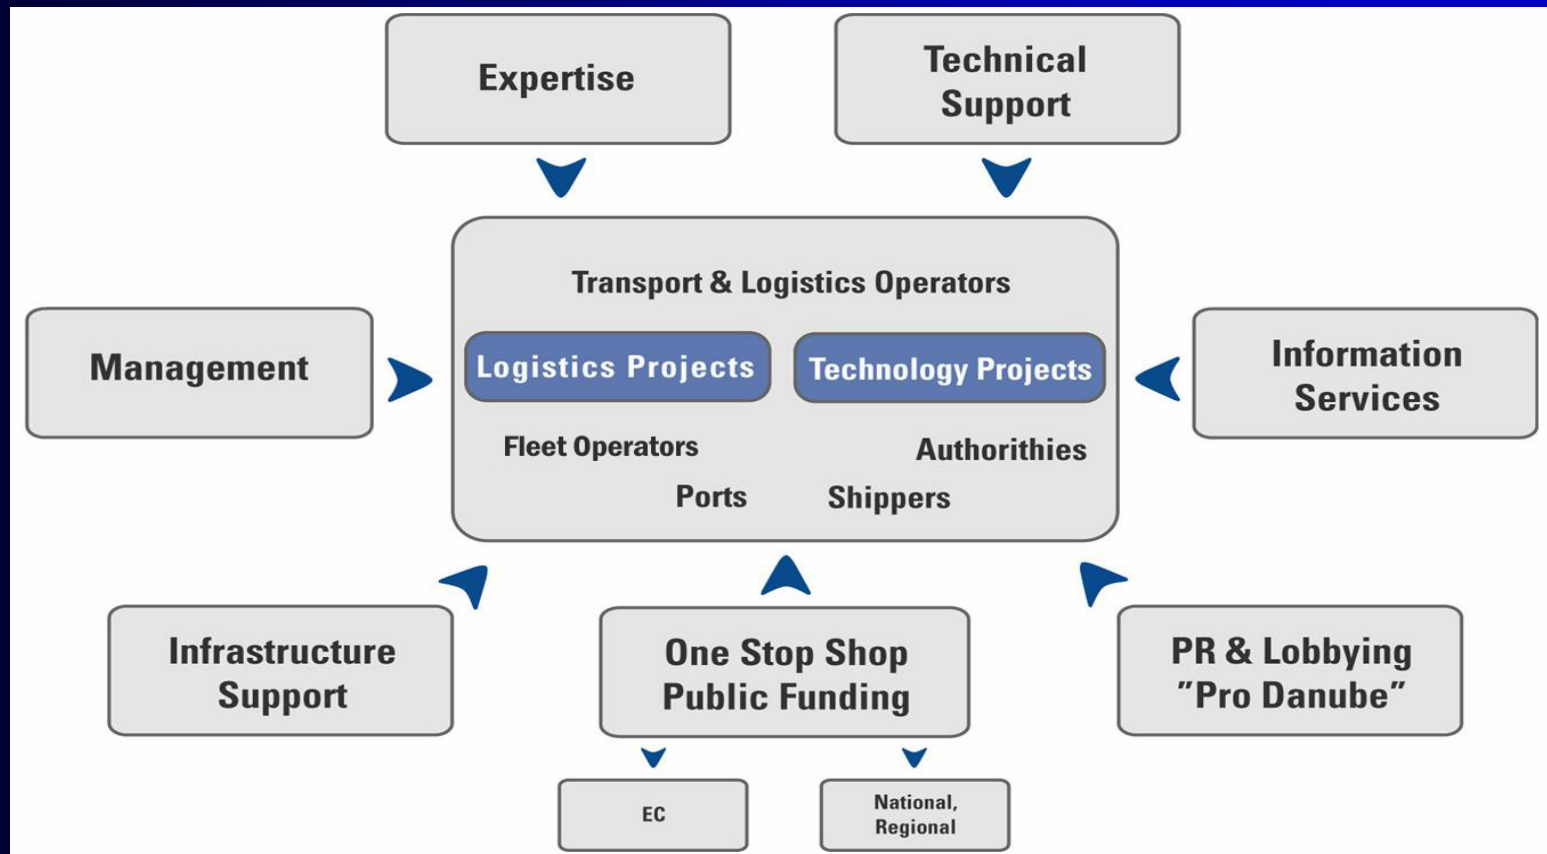 Expertise
Technical
Support
Transport & Logistics Operators
Management
Logistics Projects
Technology Projects
Information
Services
Fleet Operators
Authorithies
Ports
Shippers
Infrastructure
Support
One Stop Shop
Public Funding
PR & Lobbying
”Pro Danube”
EC
National,
Regional